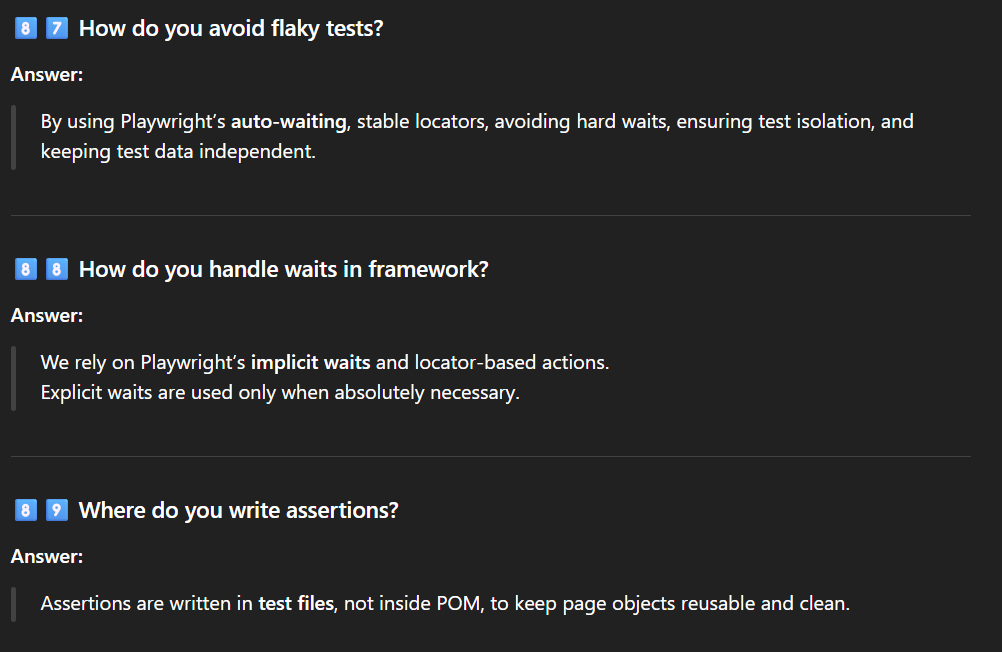 8️⃣ 7️⃣ How do you avoid flaky tests?
Answer:
By using Playwright’s auto-waiting, stable locators, avoiding hard waits, ensuring test isolation, and
keeping test data independent.
8️⃣ 8️⃣ How do you handle waits in framework?
Answer:
We rely on Playwright’s implicit waits and locator-based actions.
Explicit waits are used only when absolutely necessary.
8️⃣ 9️⃣ Where do you write assertions?
Answer:
Assertions are written in test files, not inside POM, to keep page objects reusable and clean.